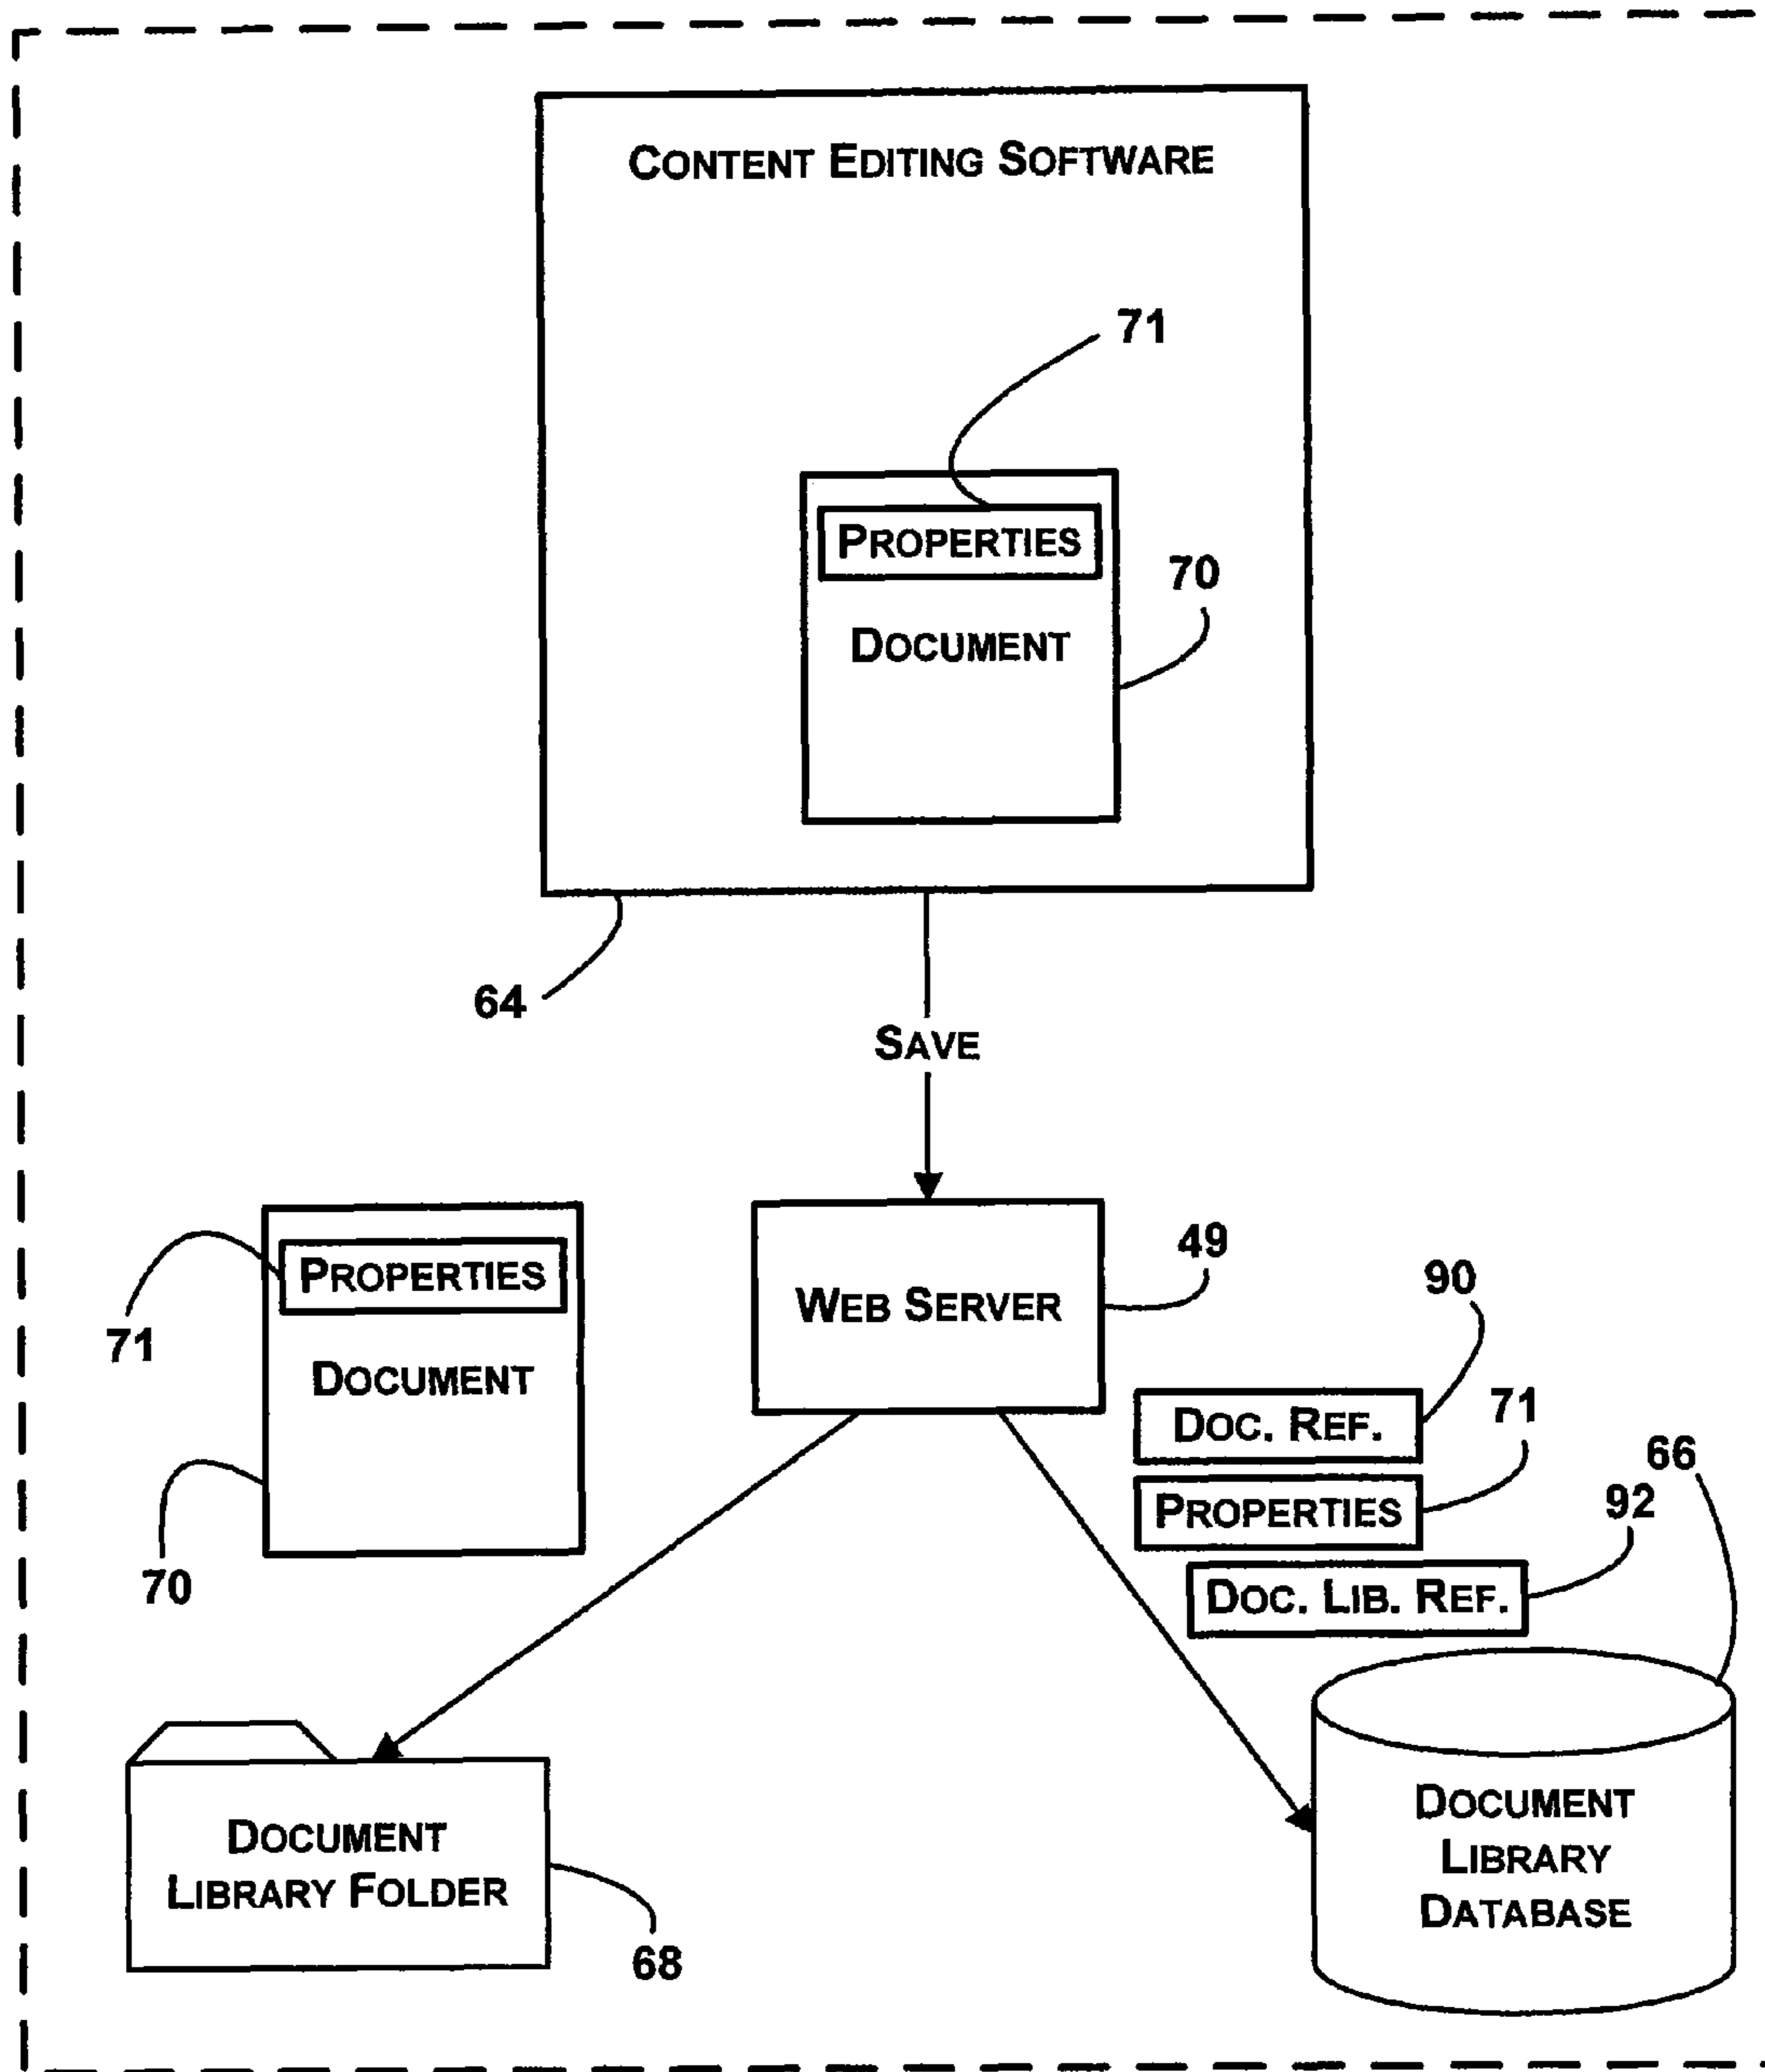 CONTENT EDITING SOFTWARE
71
PROPERTIES
70
DOCUMENT
64
SAVE
49
PROPERTIES
WEB SERVER
90
71
DOCUMENT
DOC. REF.
71
66
PROPERTIES
92
70
DOC. LIB. REF.
DOCUMENT
LIBRARY FOLDER
68
DOCUMENT
LIBRARY
DATABASE